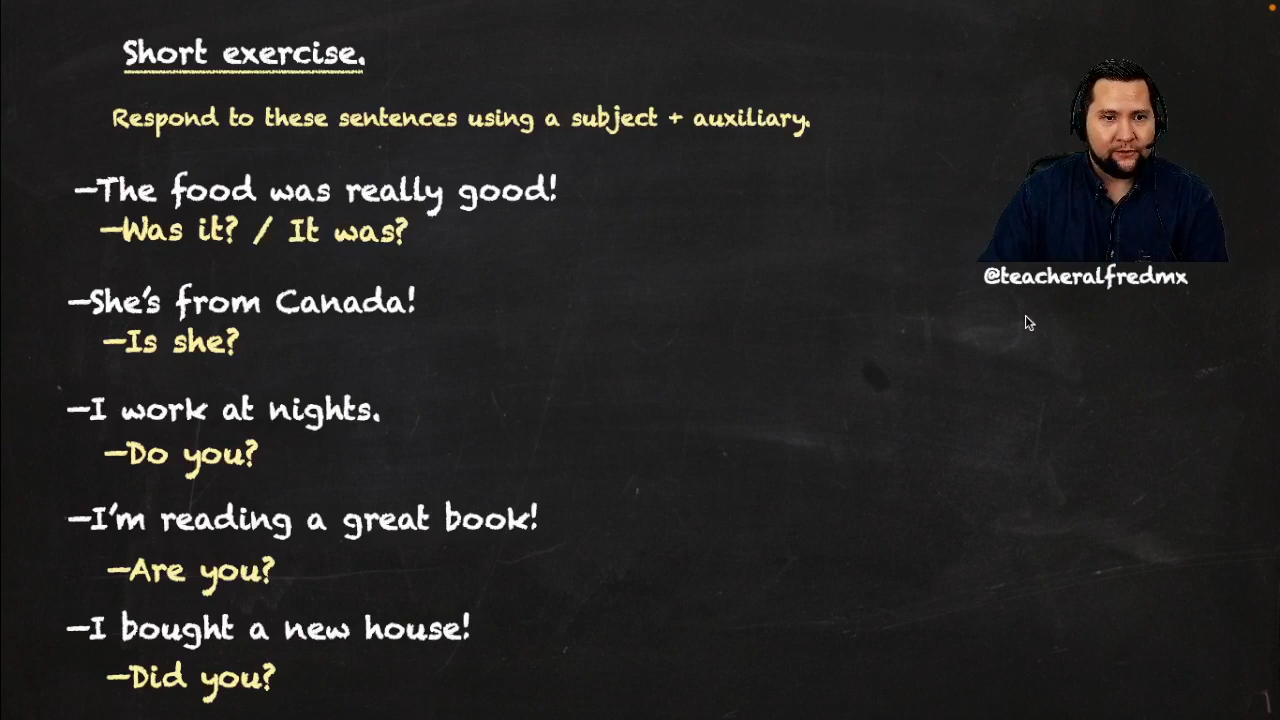 Short exercise.
Respond to these sentences using a subject + auxiliary.
—The food was really good!
—Was it? / It was?
—She's from Canada!
—Is she?
—I work at nights.
—Do you?
—I'm reading a great book!
—Are you?
—I bought a new house!
—Did you?
@teacheralfredmx